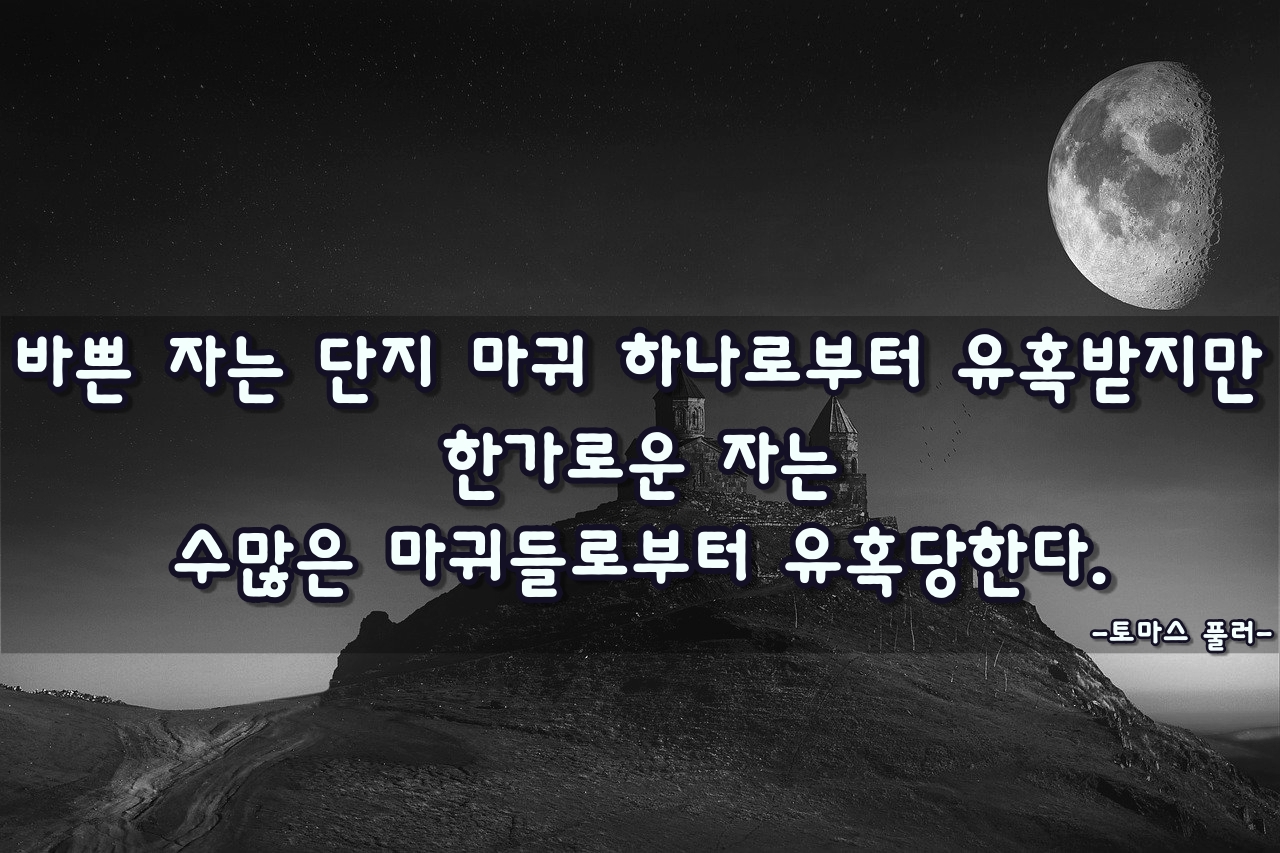 바쁜 자는 단지 마귀 하나로부터 유혹받지만
한가로운 자는
수많은 마귀들로부터 유혹당한다.
-토마스 풀러-